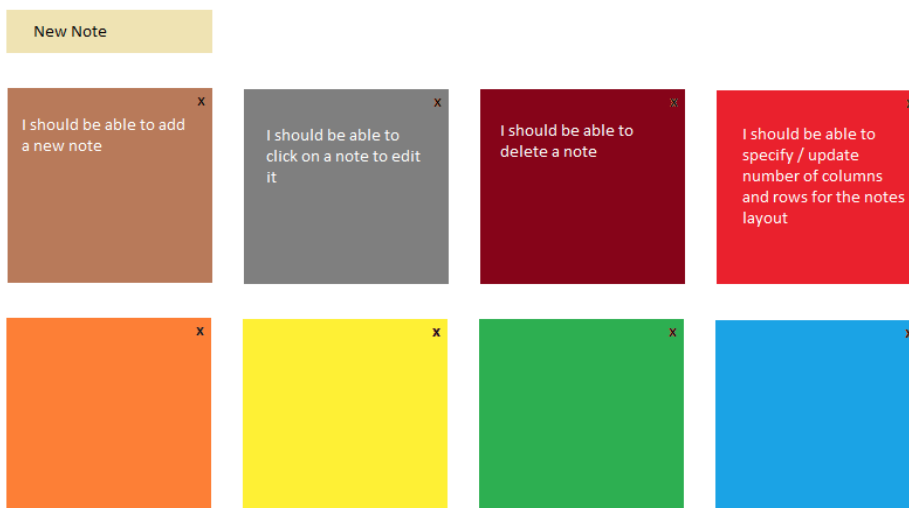 New Note
x
I should be able to add
a new note
x
I should be able to
click on a note to edit
it
x
I should be able to
delete a note
I should be able to
specify / update
number of columns
and rows for the notes
layout
x
x
x